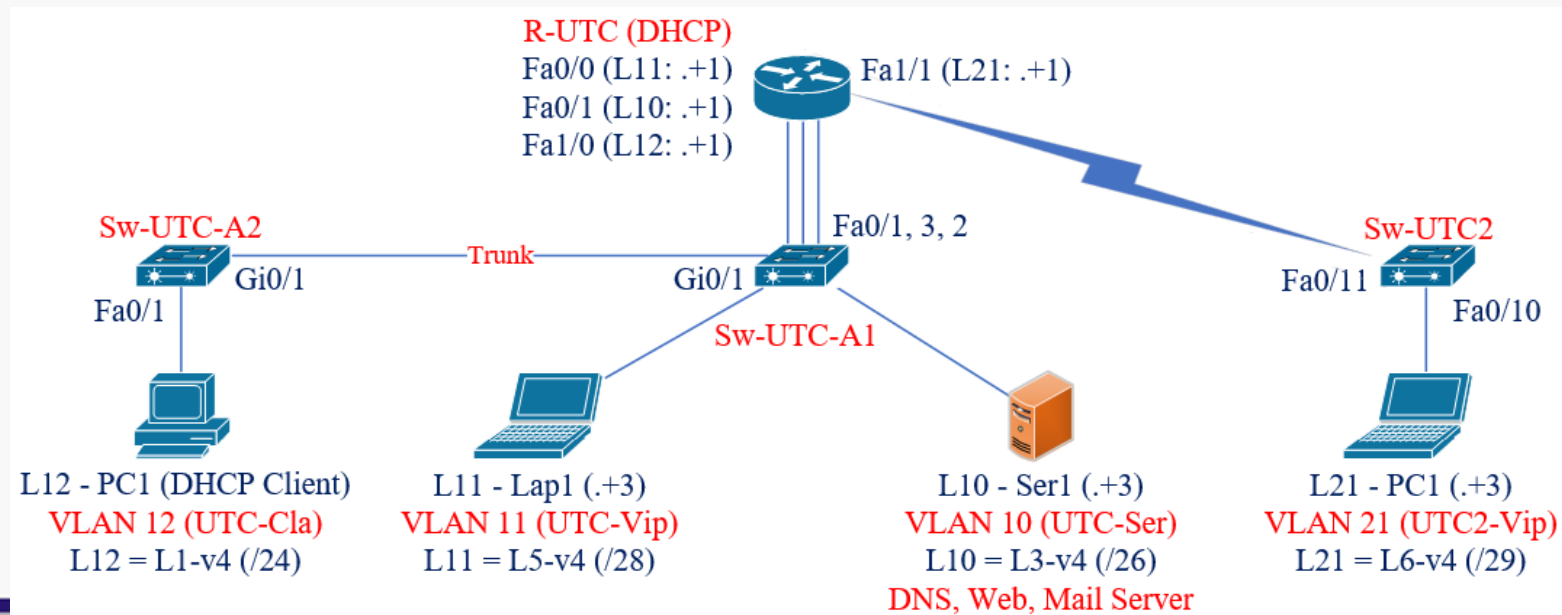 R-UTC (DHCP)
Fa0/0 (L11: .+1)
Fa0/1 (L10: .+1)
Fa1/0 (L12: .+1)
Fa1/1 (L21: .+1)
Fa0/1, 3, 2
Sw-UTC-A2
Gi0/1
Fa0/1
Trunk
Gi0/1
Sw-UTC-A1
Sw-UTC2
Fa0/11
Fa0/10
L12 - PC1 (DHCP Client)
VLAN 12 (UTC-Cla)
L12 = L1-v4 (/24)
L11 - Lap1 (.+3)
VLAN 11 (UTC-Vip)
L11 = L5-v4 (/28)
L10 - Ser1 (.+3)
VLAN 10 (UTC-Ser)
L10 = L3-v4 (/26)
DNS, Web, Mail Server
L21 - PC1 (.+3)
VLAN 21 (UTC2-Vip)
L21 = L6-v4 (/29)